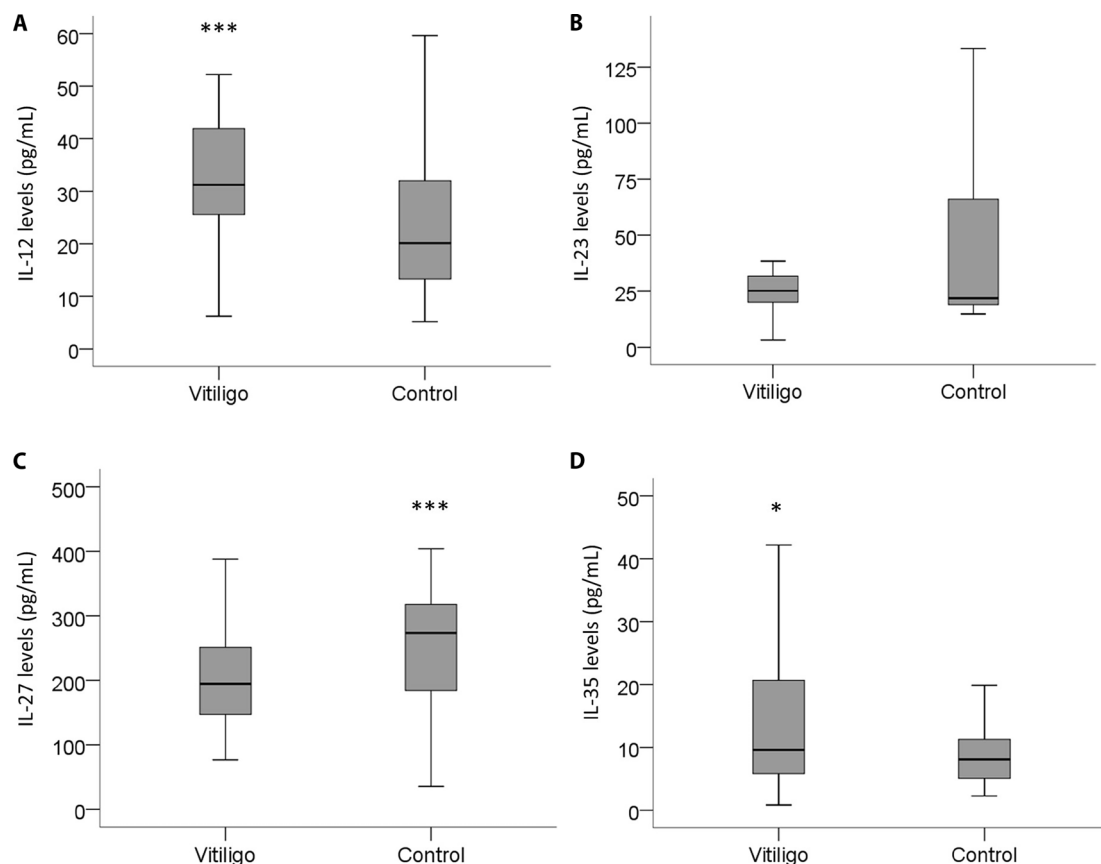 A
***
IL-12 levels (pg/mL)
60
50
40
30
20
10
0
Vitiligo
Control
B
IL-23 levels (pg/mL)
125
100
75
50
25
0
Vitiligo
Control
C
***
IL-27 levels (pg/mL)
500
400
300
200
100
0
Vitiligo
Control
D
*
IL-35 levels (pg/mL)
50
40
30
20
10
0
Vitiligo
Control